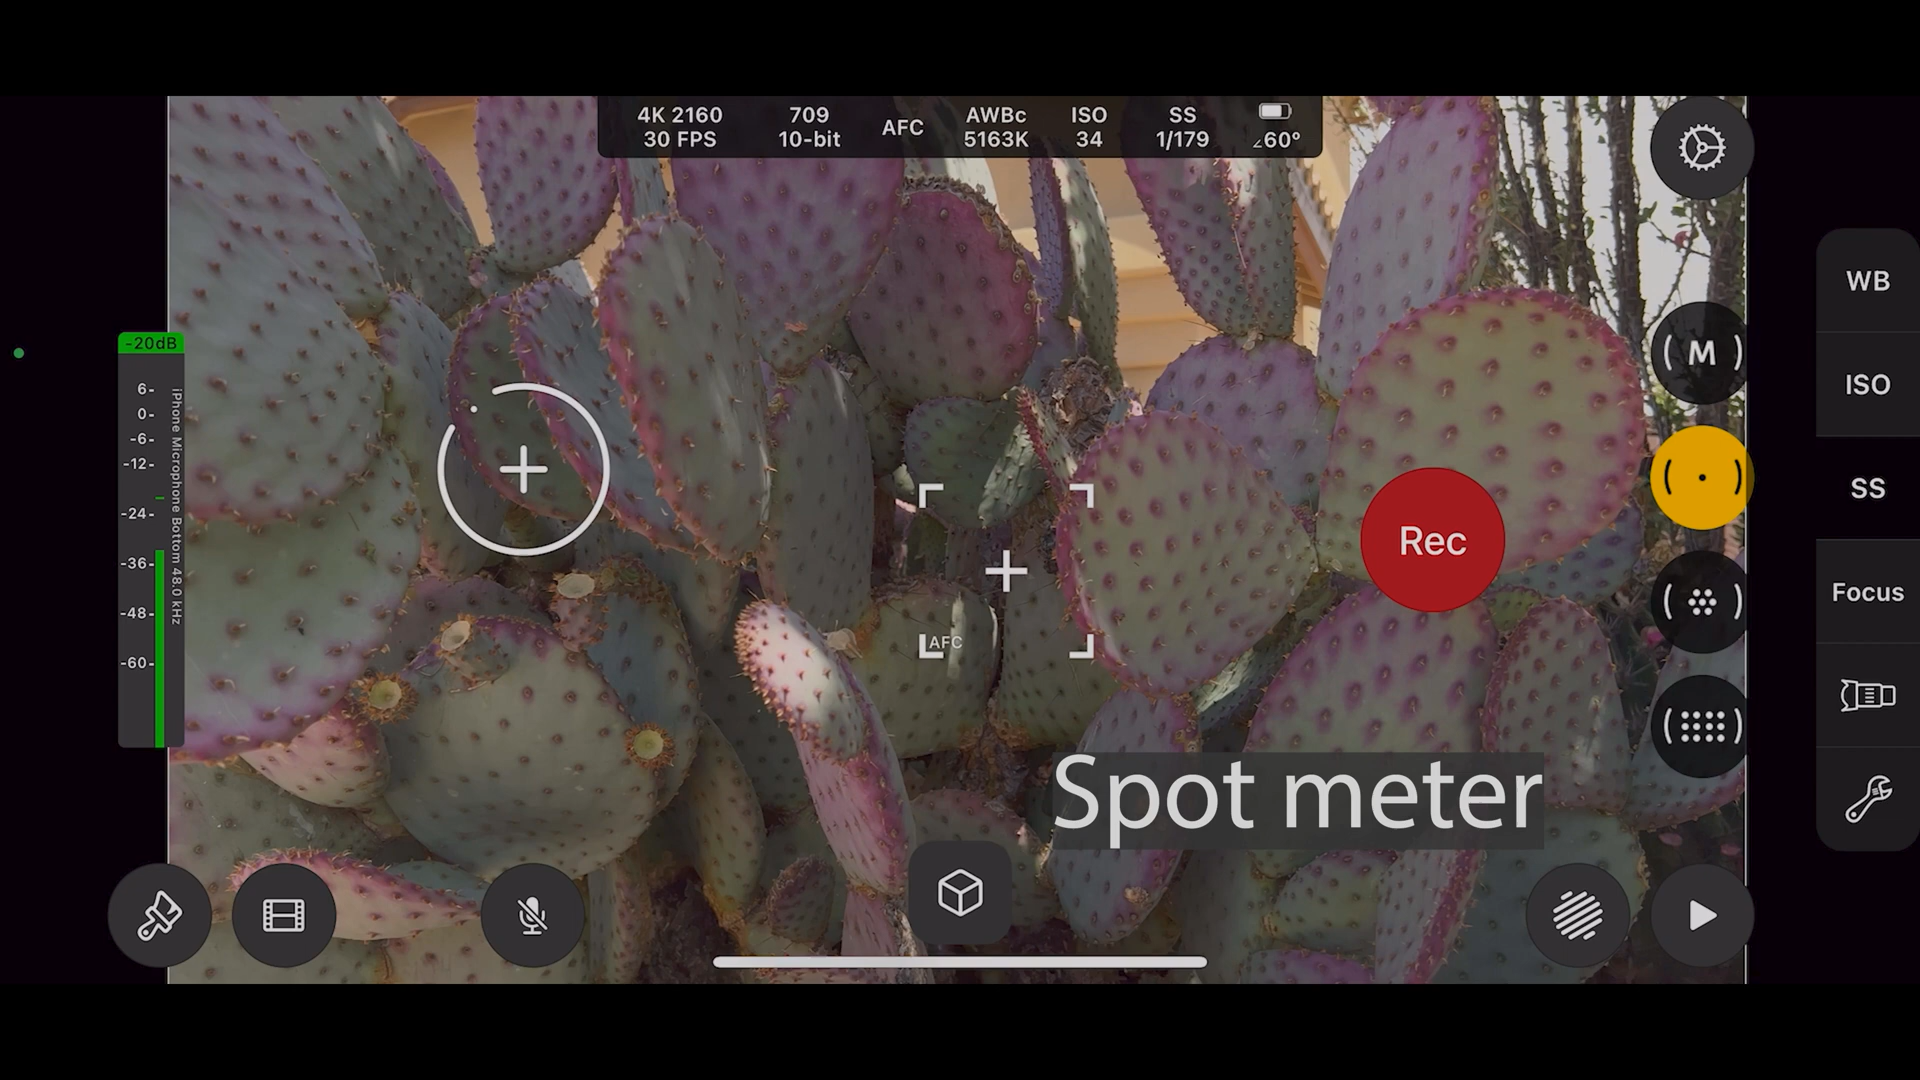 4K 2160
30 FPS
709
10-bit
AFC
AWBc
5163K
ISO
34
SS
1/179
∠60°
-20dB
6-
0-
-6-
-12-
-24-
-36-
-48-
-60-
iPhone Microphone Bottom 48.0 kHz
AFC
Rec
M
WB
ISO
SS
Focus
Spot meter